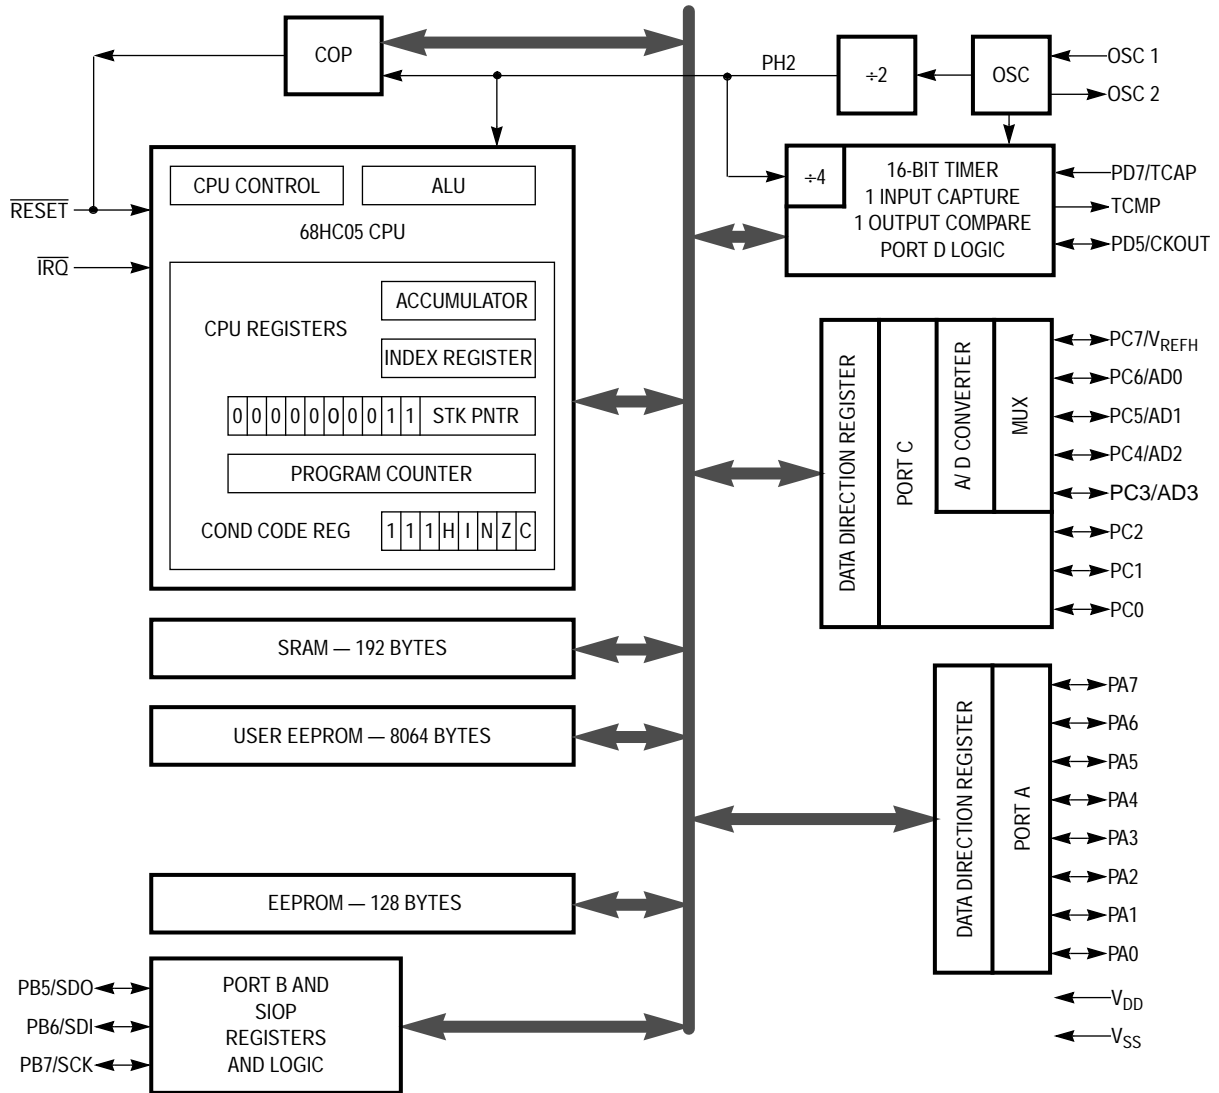 COP
PH2
÷2
OSC
OSC 1
OSC 2
CPU CONTROL
ALU
68HC05 CPU
RESET
IRQ
÷4
16-BIT TIMER
1 INPUT CAPTURE
1 OUTPUT COMPARE
PORT D LOGIC
PD7/TCAP
TCMP
PD5/CKOUT
CPU REGISTERS
ACCUMULATOR
INDEX REGISTER
0 0 0 0 0 0 0 0 1 1 STK PNTR
PROGRAM COUNTER
COND CODE REG
1 1 1 H I N Z C
DATA DIRECTION REGISTER
PORT C
A/D CONVERTER
MUX
PC7/VREFH
PC6/AD0
PC5/AD1
PC4/AD2
PC3/AD3
PC2
PC1
PC0
SRAM — 192 BYTES
USER EEPROM — 8064 BYTES
EEPROM — 128 BYTES
DATA DIRECTION REGISTER
PORT A
PA7
PA6
PA5
PA4
PA3
PA2
PA1
PA0
VDD
VSS
PB5/SDO
PB6/SDI
PB7/SCK
PORT B AND
SIOP
REGISTERS
AND LOGIC